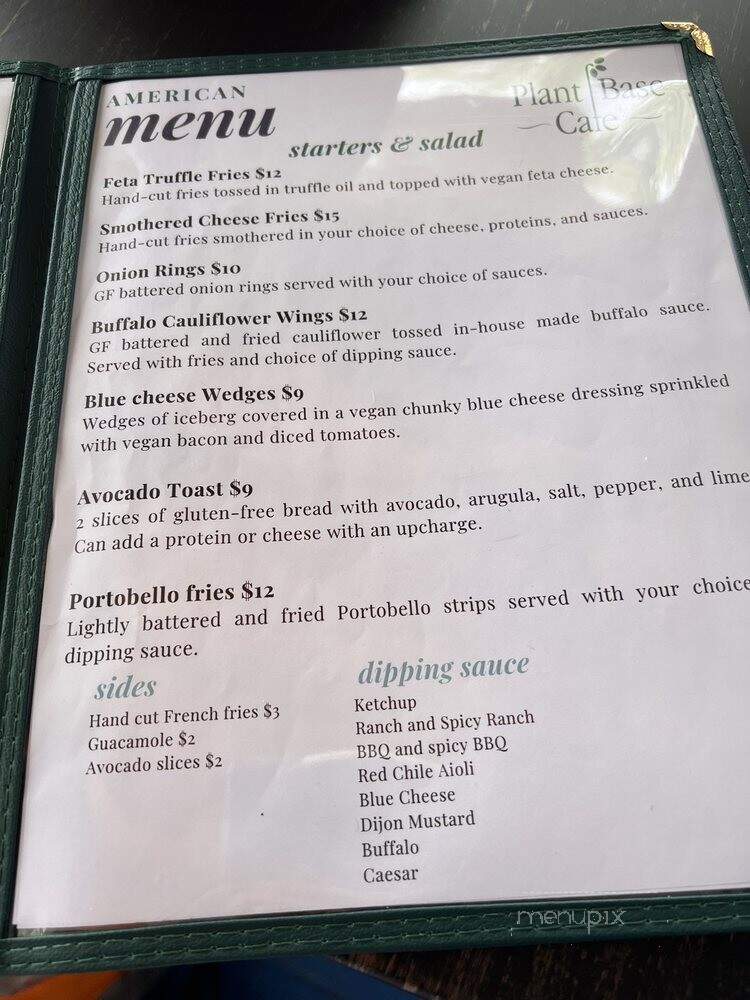 AMERICAN
menu
Plant Base
Cafe
starters & salad
Feta Truffle Fries $12
Hand-cut fries tossed in truffle oil and topped with vegan feta cheese.
Smothered Cheese Fries $15
Hand-cut fries smothered in your choice of cheese, proteins, and sauces.
Onion Rings $10
GF battered onion rings served with your choice of sauces.
Buffalo Cauliflower Wings $12
GF battered and fried cauliflower tossed in-house made buffalo sauce.
Served with fries and choice of dipping sauce.
Blue cheese Wedges $9
Wedges of iceberg covered in a vegan chunky blue cheese dressing sprinkled
with vegan bacon and diced tomatoes.
Avocado Toast $9
2 slices of gluten-free bread with avocado, arugula, salt, pepper, and lime
Can add a protein or cheese with an upcharge.
Portobello fries $12
Lightly battered and fried Portobello strips served with your choice
dipping sauce.
sides
Hand cut French fries $3
Guacamole $2
Avocado slices $2
dipping sauce
Ketchup
Ranch and Spicy Ranch
BBQ and spicy BBQ
Red Chile Aioli
Blue Cheese
Dijon Mustard
Buffalo
Caesar
menupix